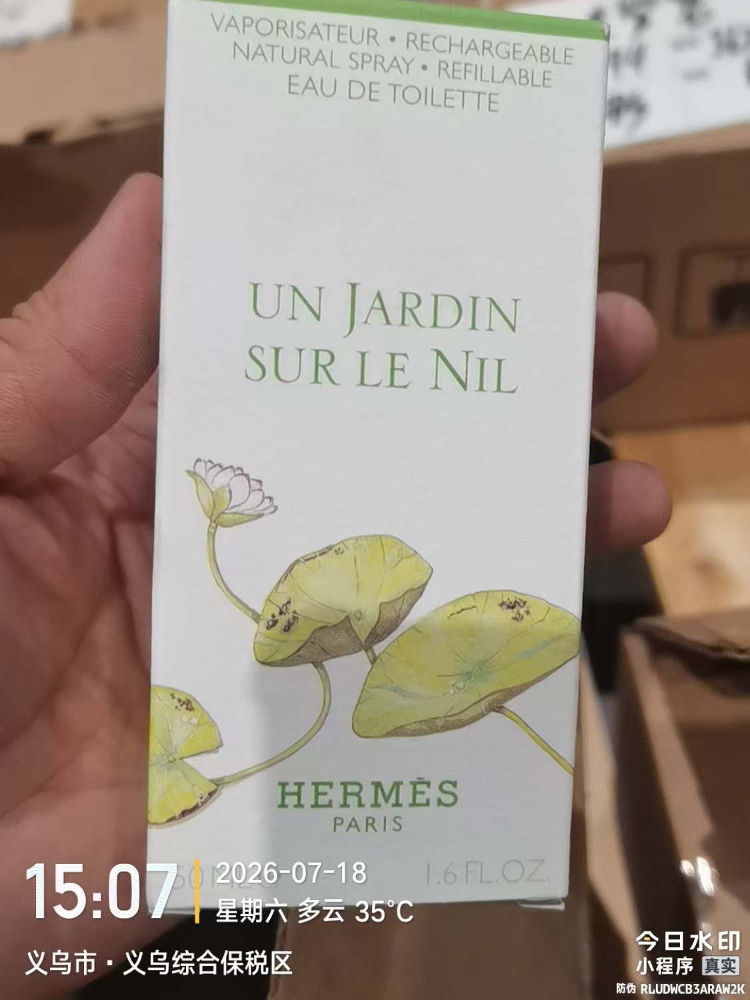 VAPORISATEUR • RECHARGEABLE
NATURAL SPRAY • REFILLABLE
EAU DE TOILETTE
UN JARDIN
SUR LE NIL
HERMÈS
PARIS
50 ML 1.6 FL.OZ.
15:07
2026-07-18
星期六 多云 35°C
义乌市·义乌综合保税区
今日水印
小程序 真实
防伪 RLUDWCB3ARAW2K